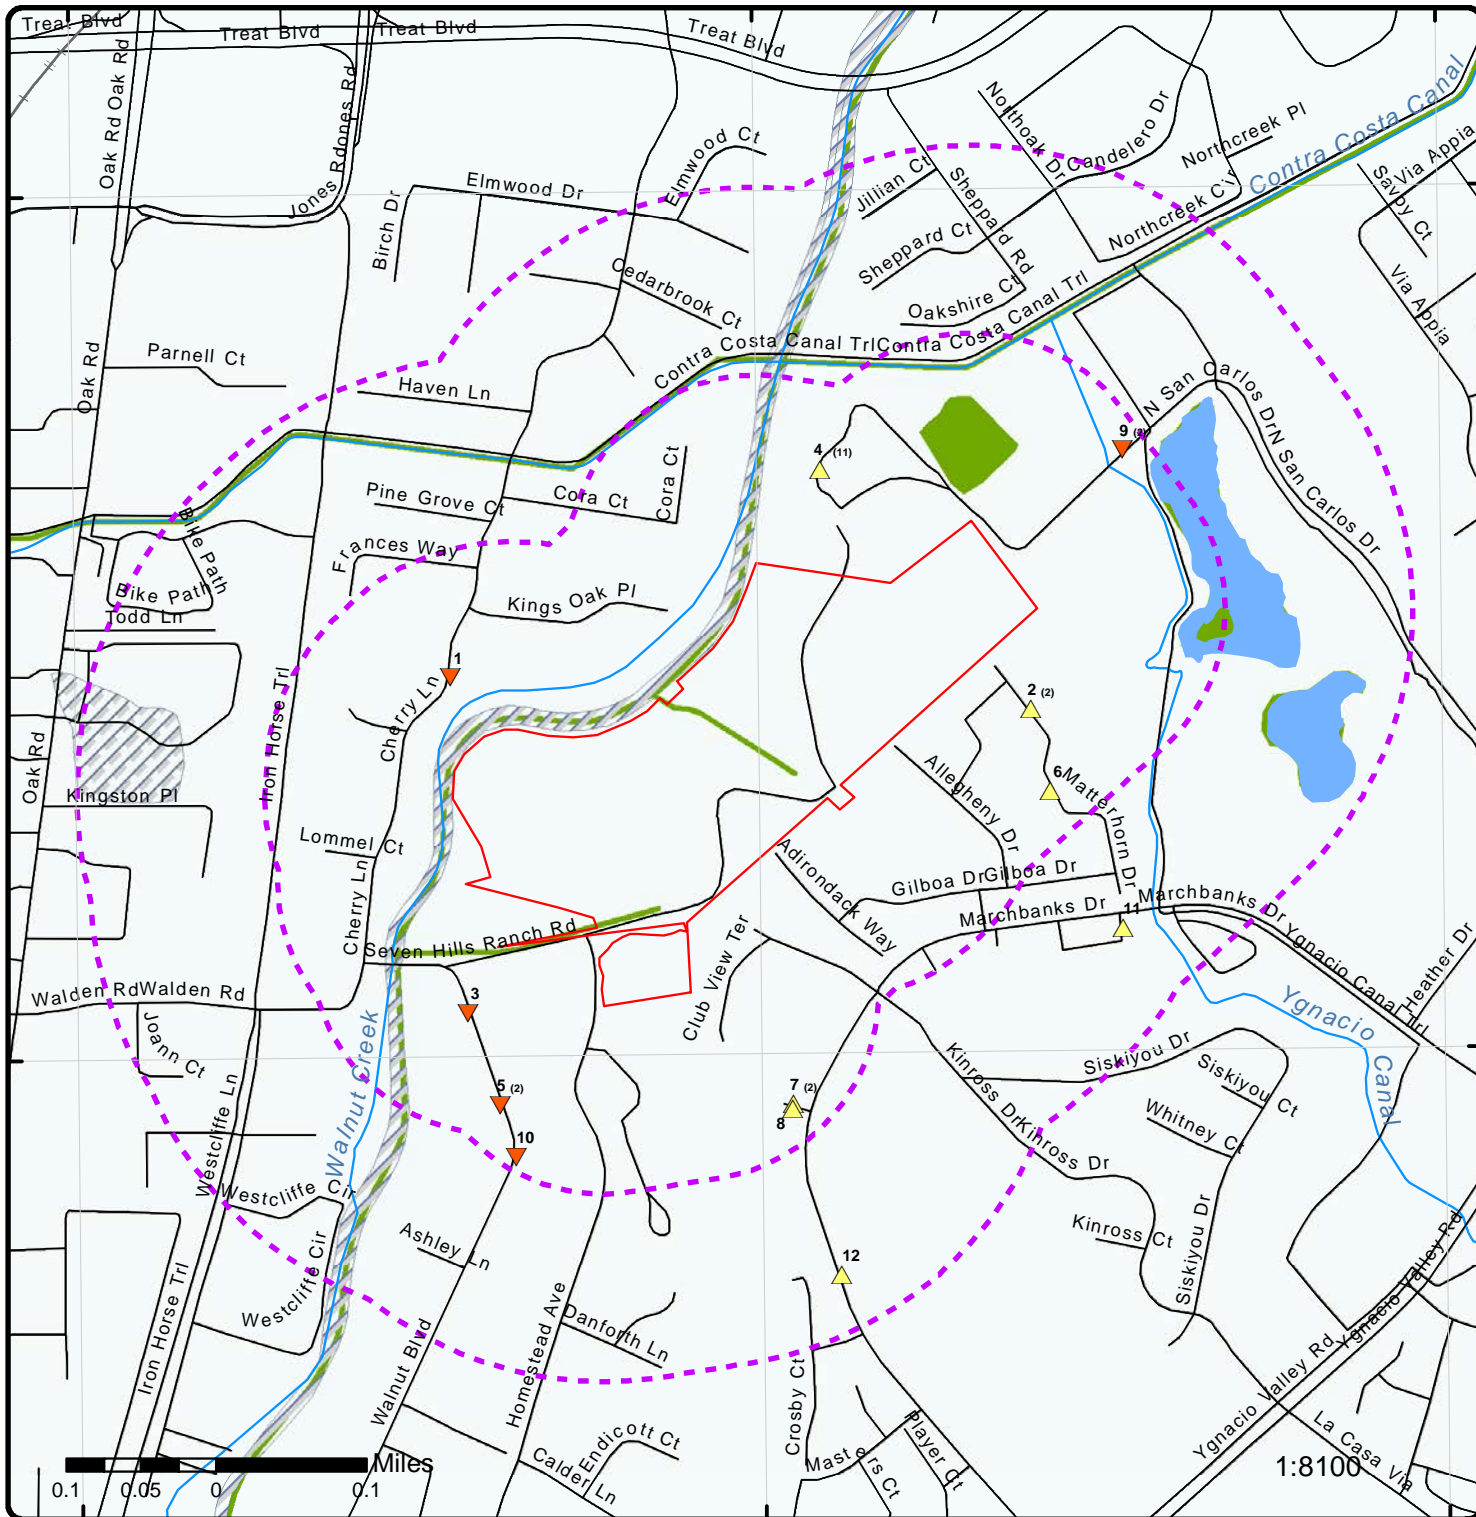 Treat Blvd
Treat Blvd
Treat Blvd
Treat Blvd
Oak Rd
Oak Rd
Jones Rd
Jones Rd
Contra Costa Canal
Northoak Dr
Candelero Dr
Northcreek Pl
Northcreek Cir
Via Appia
Savoy Ct
Via Appia
Elmwood Ct
Elmwood Dr
Birch Dr
Jillian Ct
Sheppard Rd
Sheppard Ct
Oakshire Ct
Cedarbrook Ct
Contra Costa Canal Trl
Contra Costa Canal Trl
Parnell Ct
Oak Rd
Haven Ln
N San Carlos Dr
N San Carlos Dr
9 (2)
4 (11)
Cora Ct
Cora Ct
Pine Grove Ct
Frances Way
Bike Path
Bike Path
Todd Ln
Kings Oak Pl
1
Cherry Ln
2 (2)
Iron Horse Trl
Oak Rd
6
Matterhorn Dr
Allegheny Dr
Kingston Pl
Lommel Ct
Cherry Ln
Adirondack Way
Gilboa Dr
Gilboa Dr
Marchbanks Dr
Marchbanks Dr
11
Ygnacio Canal Trl
Heather Dr
Seven Hills Ranch Rd
Club View Ter
Walden Rd
Walden Rd
3
Joann Ct
Walnut Creek
Ygnacio Canal
Kinross Dr
Kinross Dr
Siskiyou Dr
Siskiyou Ct
Whitney Ct
5 (2)
7 (2)
8
10
Westcliffe Ln
Westcliffe Cir
Westcliffe Cir
Ashley Ln
Kinross Ct
Siskiyou Dr
12
Iron Horse Trl
Walnut Blvd
Homestead Ave
Danforth Ln
Crosby Ct
Ygnacio Valley Rd
Ygnacio Valley Rd
La Casa Via
Player Ct
Masters Ct
Endicott Ct
Calder Ln
Miles
0.1 0.05 0 0.1
1:8100